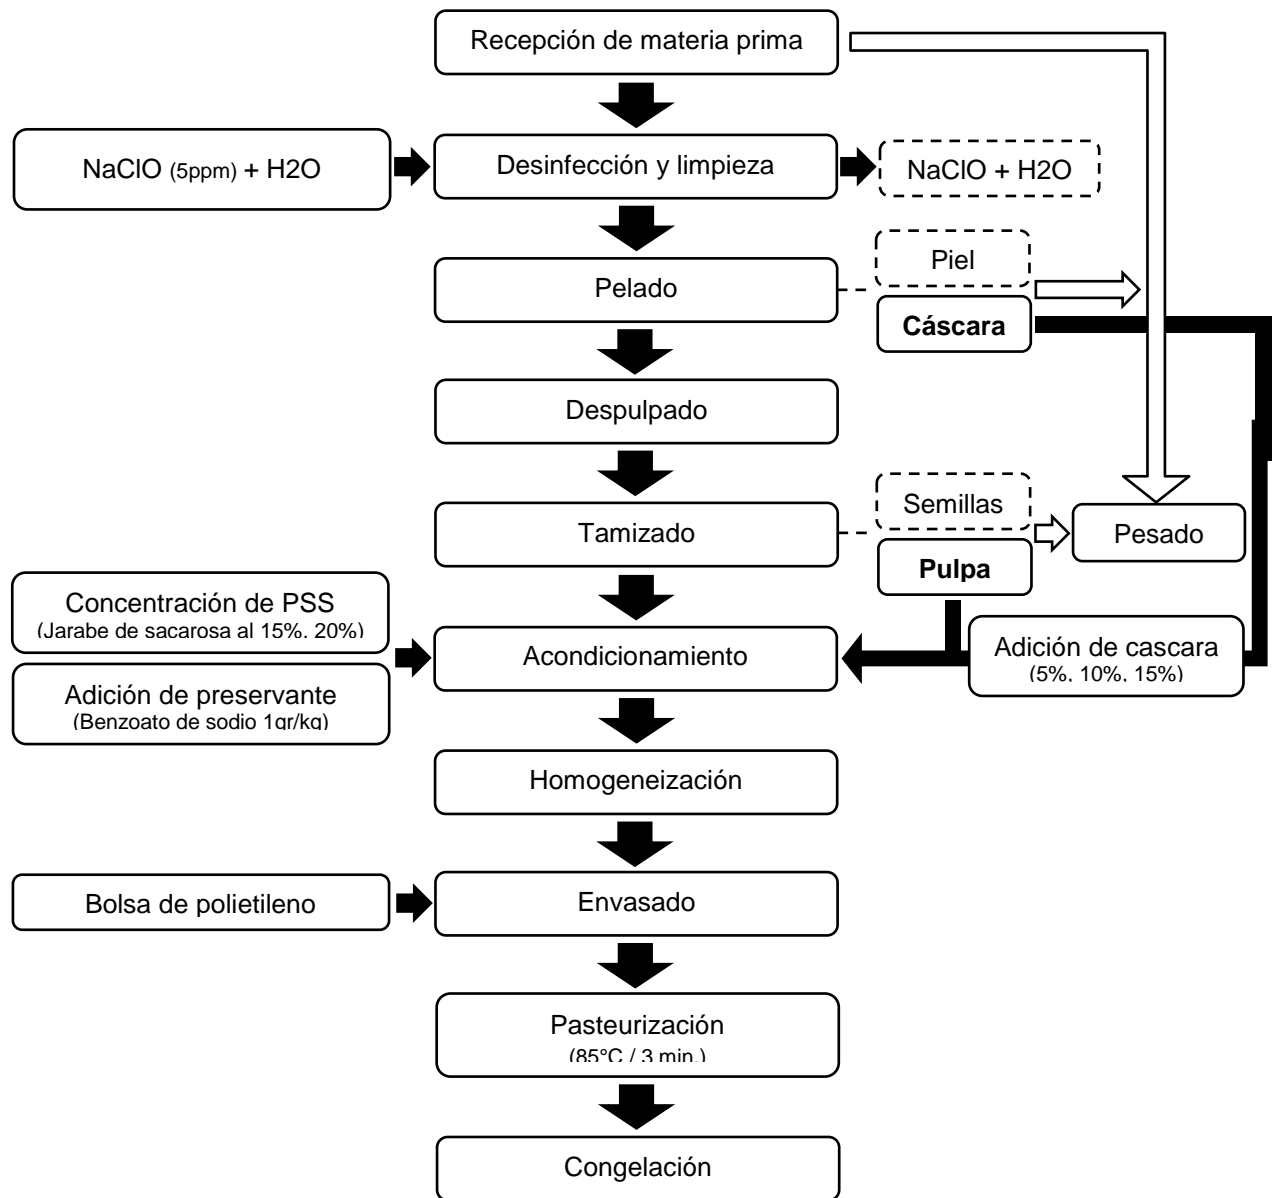 Recepción de materia prima
NaClO (5ppm) + H2O
Desinfección y limpieza
NaClO + H2O
Piel
Pelado
Cáscara
Despulpado
Semillas
Tamizado
Pesado
Pulpa
Concentración de PSS
(Jarabe de sacarosa al 15%, 20%)
Acondicionamiento
Adición de cascara
(5%, 10%, 15%)
Adición de preservante
(Benzoato de sodio 1gr/kg)
Homogeneización
Bolsa de polietileno
Envasado
Pasteurización
(85°C / 3 min.)
Congelación